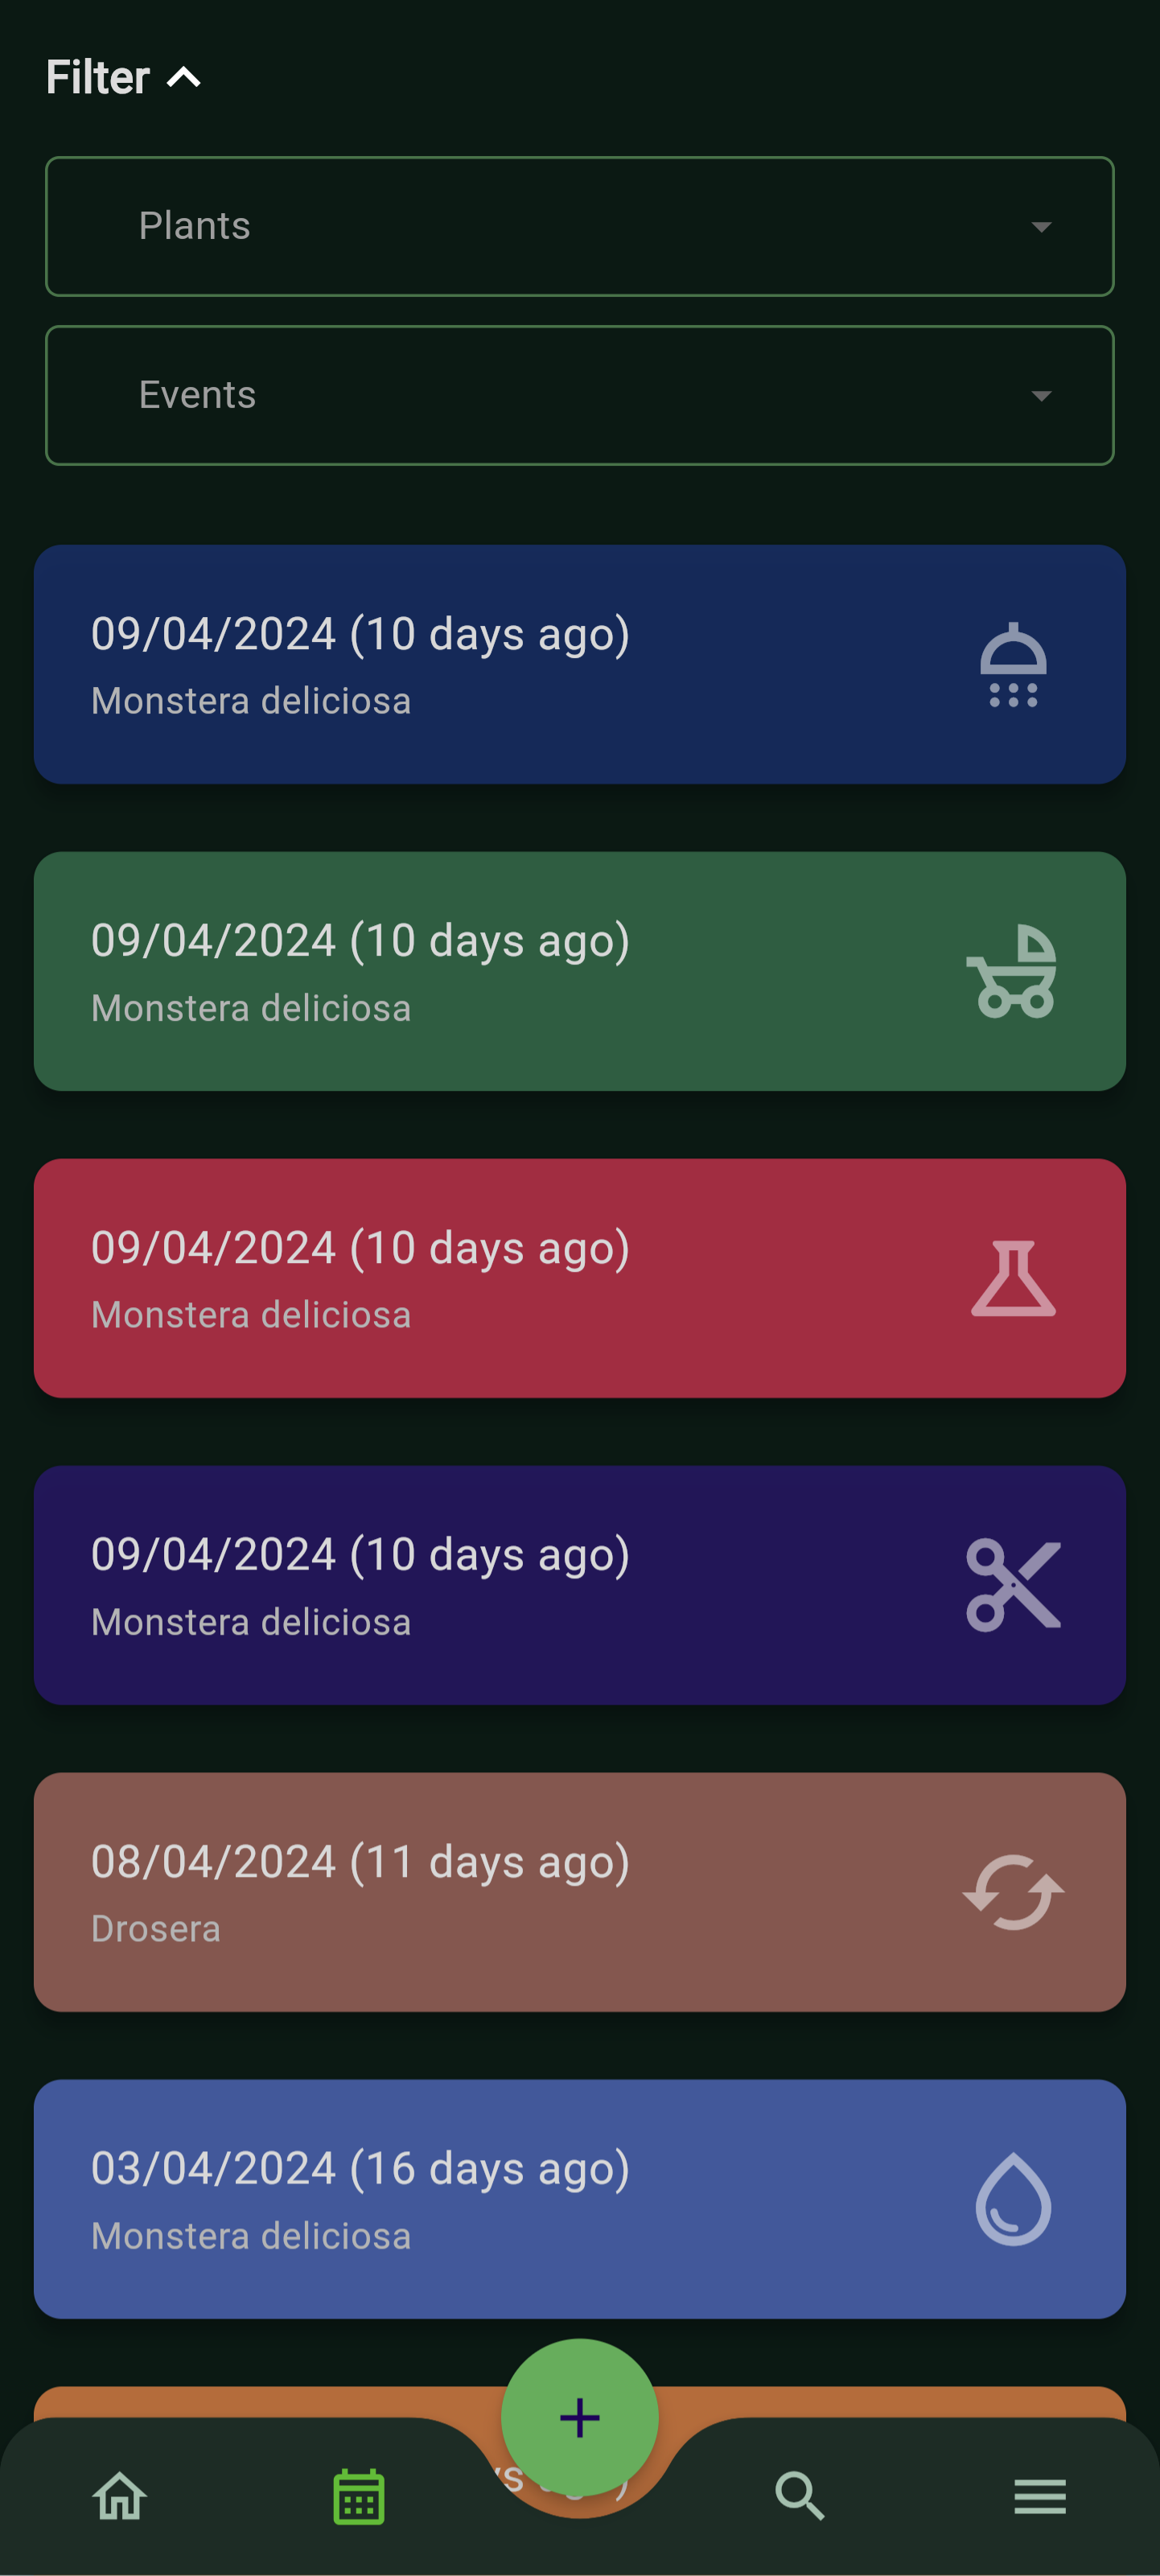 Filter
Plants
Events
09/04/2024 (10 days ago)
Monstera deliciosa
09/04/2024 (10 days ago)
Monstera deliciosa
09/04/2024 (10 days ago)
Monstera deliciosa
09/04/2024 (10 days ago)
Monstera deliciosa
08/04/2024 (11 days ago)
Drosera
03/04/2024 (16 days ago)
Monstera deliciosa